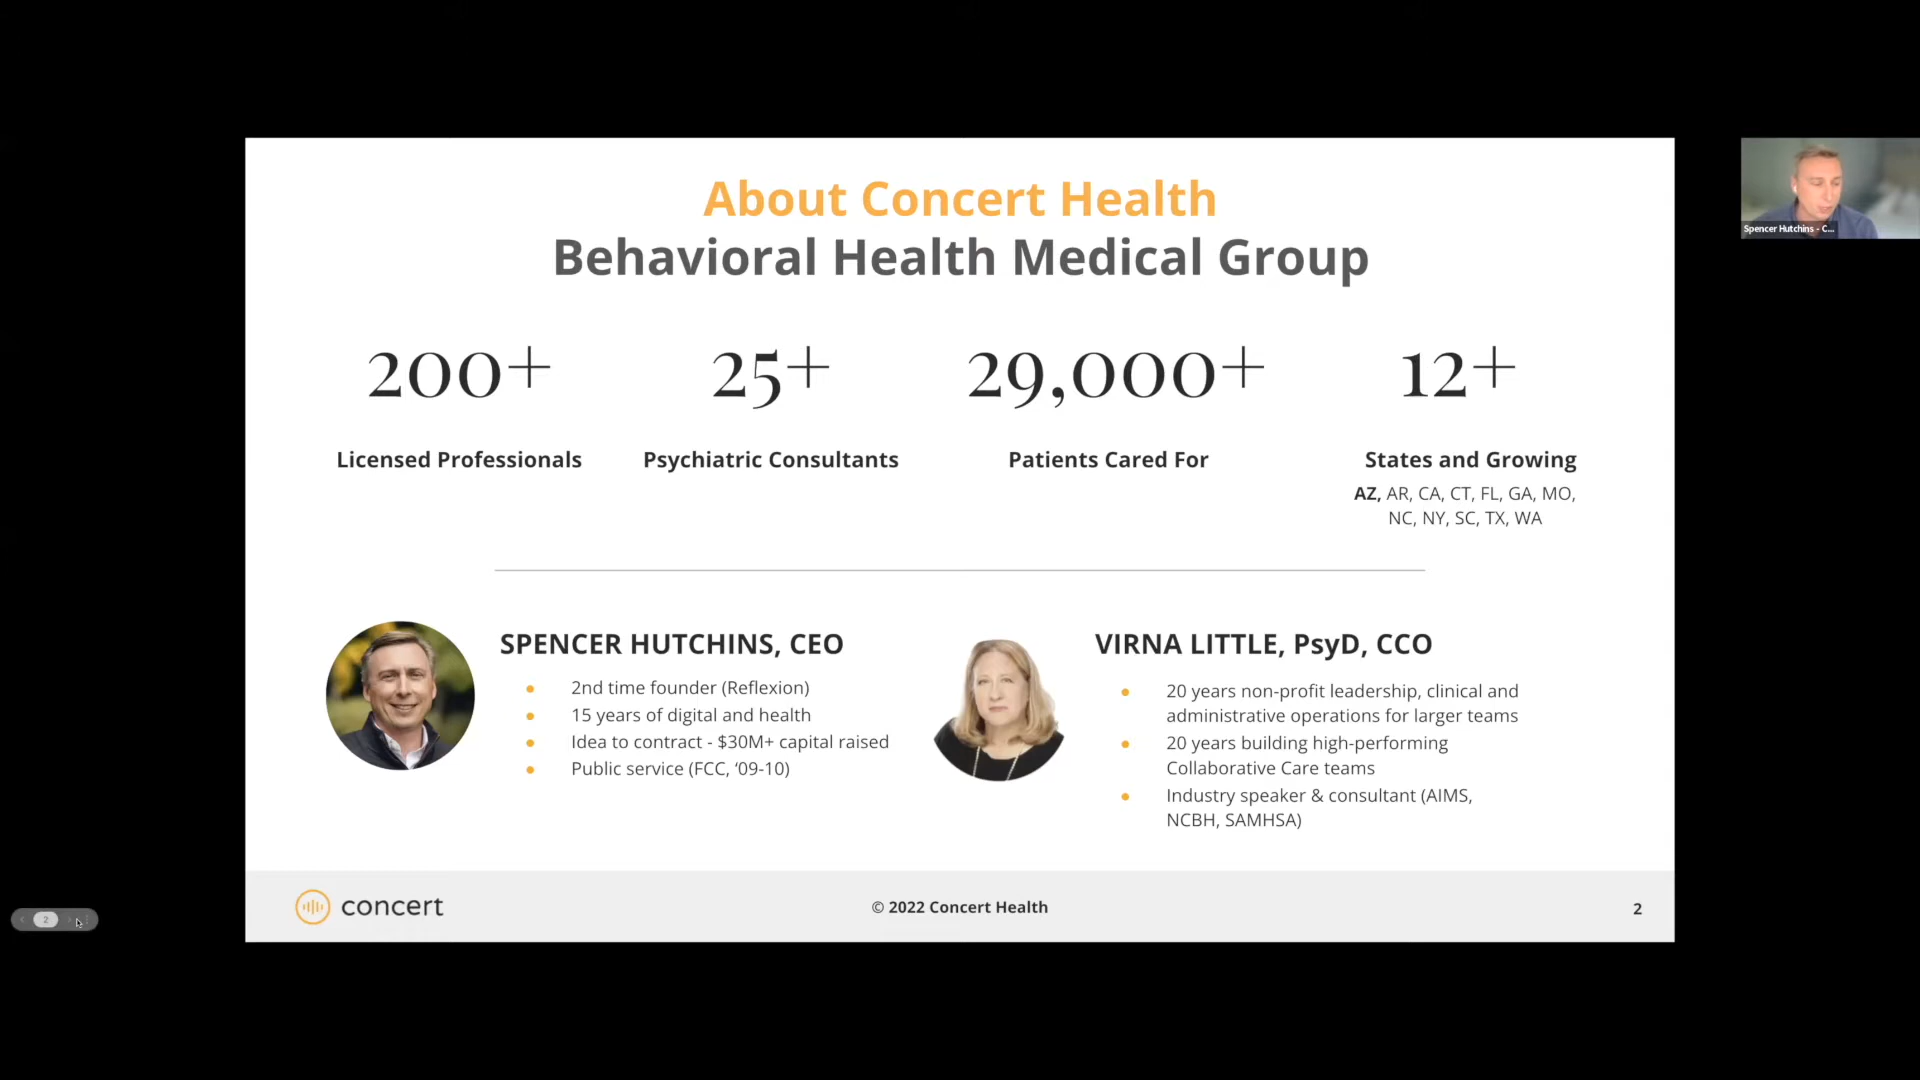 About Concert Health
Behavioral Health Medical Group
200+
25+
29,000+
12+
Licensed Professionals
Psychiatric Consultants
Patients Cared For
States and Growing
AZ, AR, CA, CT, FL, GA, MO,
NC, NY, SC, TX, WA
SPENCER HUTCHINS, CEO
2nd time founder (Reflexion)
15 years of digital and health
Idea to contract - $30M+ capital raised
Public service (FCC, ‘09-10)
VIRNA LITTLE, PsyD, CCO
20 years non-profit leadership, clinical and
administrative operations for larger teams
20 years building high-performing
Collaborative Care teams
Industry speaker & consultant (AIMS,
NCBH, SAMHSA)
concert
© 2022 Concert Health
2
Spencer Hutchins - C...
2